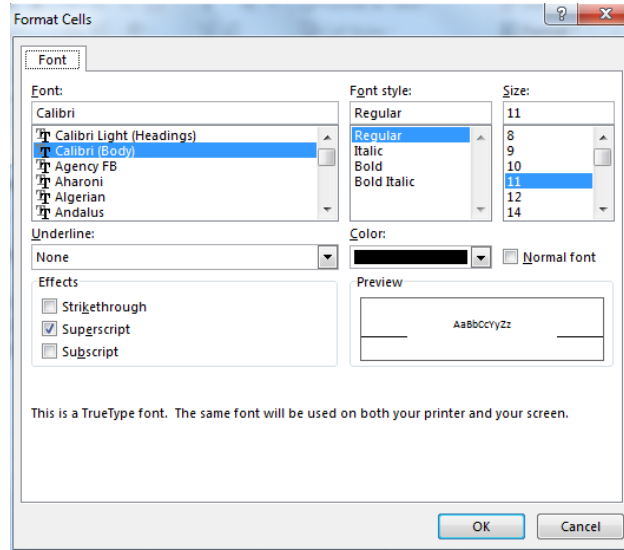 Format Cells
Font
Font:
Font style:
Size:
Calibri
Regular
11
Calibri Light (Headings)
Calibri (Body)
Agency FB
Aharoni
Algerian
Andalus
Regular
Italic
Bold
Bold Italic
8
9
10
11
12
14
Underline:
Color:
None
Normal font
Effects
Strikethrough
Superscript
Subscript
Preview
AaBbCcYyZz
This is a TrueType font. The same font will be used on both your printer and your screen.
OK
Cancel